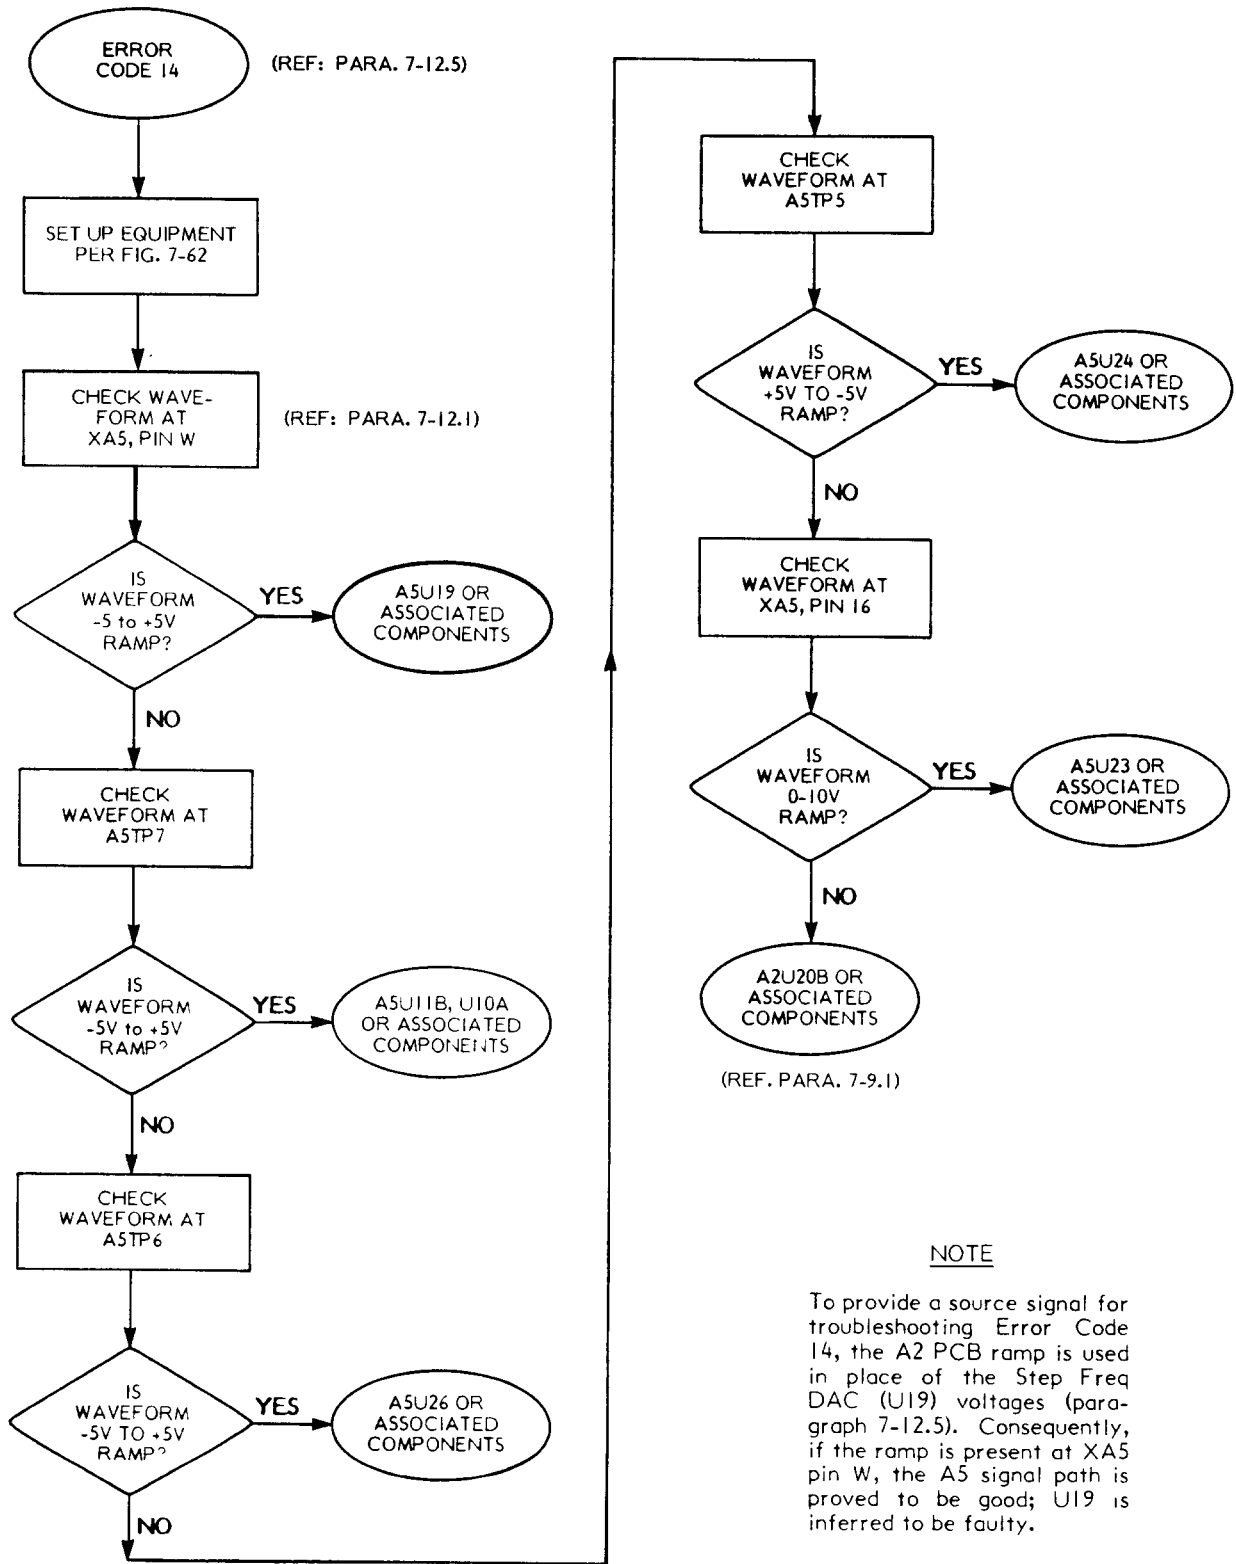 ERROR
CODE 14
(REF: PARA. 7-12.5)
SET UP EQUIPMENT
PER FIG. 7-62
CHECK WAVE-
FORM AT
XA5, PIN W
(REF: PARA. 7-12.1)
IS
WAVEFORM
-5 to +5V
RAMP?
YES
A5U19 OR
ASSOCIATED
COMPONENTS
NO
CHECK
WAVEFORM AT
A5TP7
IS
WAVEFORM
-5V to +5V
RAMP?
YES
A5U11B, U10A
OR ASSOCIATED
COMPONENTS
NO
CHECK
WAVEFORM AT
A5TP6
IS
WAVEFORM
-5V TO +5V
RAMP?
YES
A5U26 OR
ASSOCIATED
COMPONENTS
NO
CHECK
WAVEFORM AT
A5TP5
IS
WAVEFORM
+5V TO -5V
RAMP?
YES
A5U24 OR
ASSOCIATED
COMPONENTS
NO
CHECK
WAVEFORM AT
XA5, PIN 16
IS
WAVEFORM
0-10V
RAMP?
YES
A5U23 OR
ASSOCIATED
COMPONENTS
NO
A2U20B OR
ASSOCIATED
COMPONENTS
(REF. PARA. 7-9.1)
NOTE
To provide a source signal for
troubleshooting Error Code
14, the A2 PCB ramp is used
in place of the Step Freq
DAC (U19) voltages (para-
graph 7-12.5). Consequently,
if the ramp is present at XA5
pin W, the A5 signal path is
proved to be good; U19 is
inferred to be faulty.